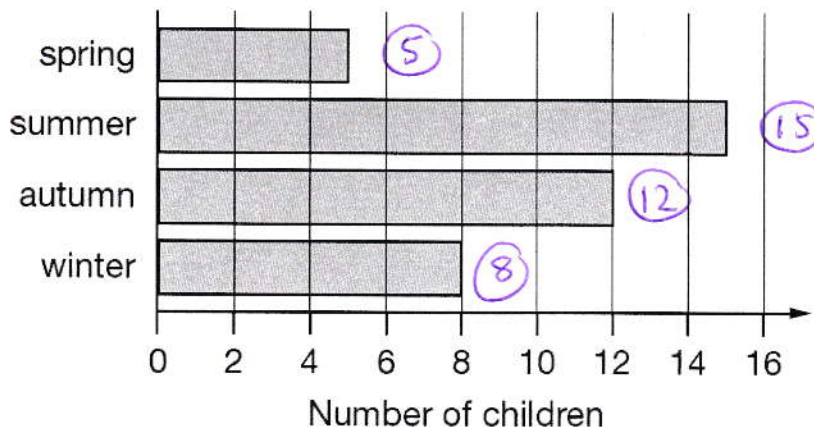 spring 5
summer 15
autumn 12
winter 8
0 2 4 6 8 10 12 14 16
Number of children